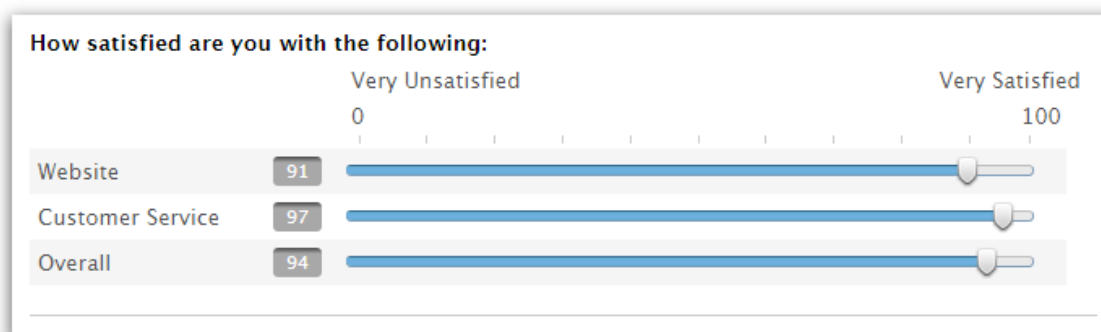 How satisfied are you with the following:
Very Unsatisfied Very Satisfied
0 100
Website 91
Customer Service 97
Overall 94